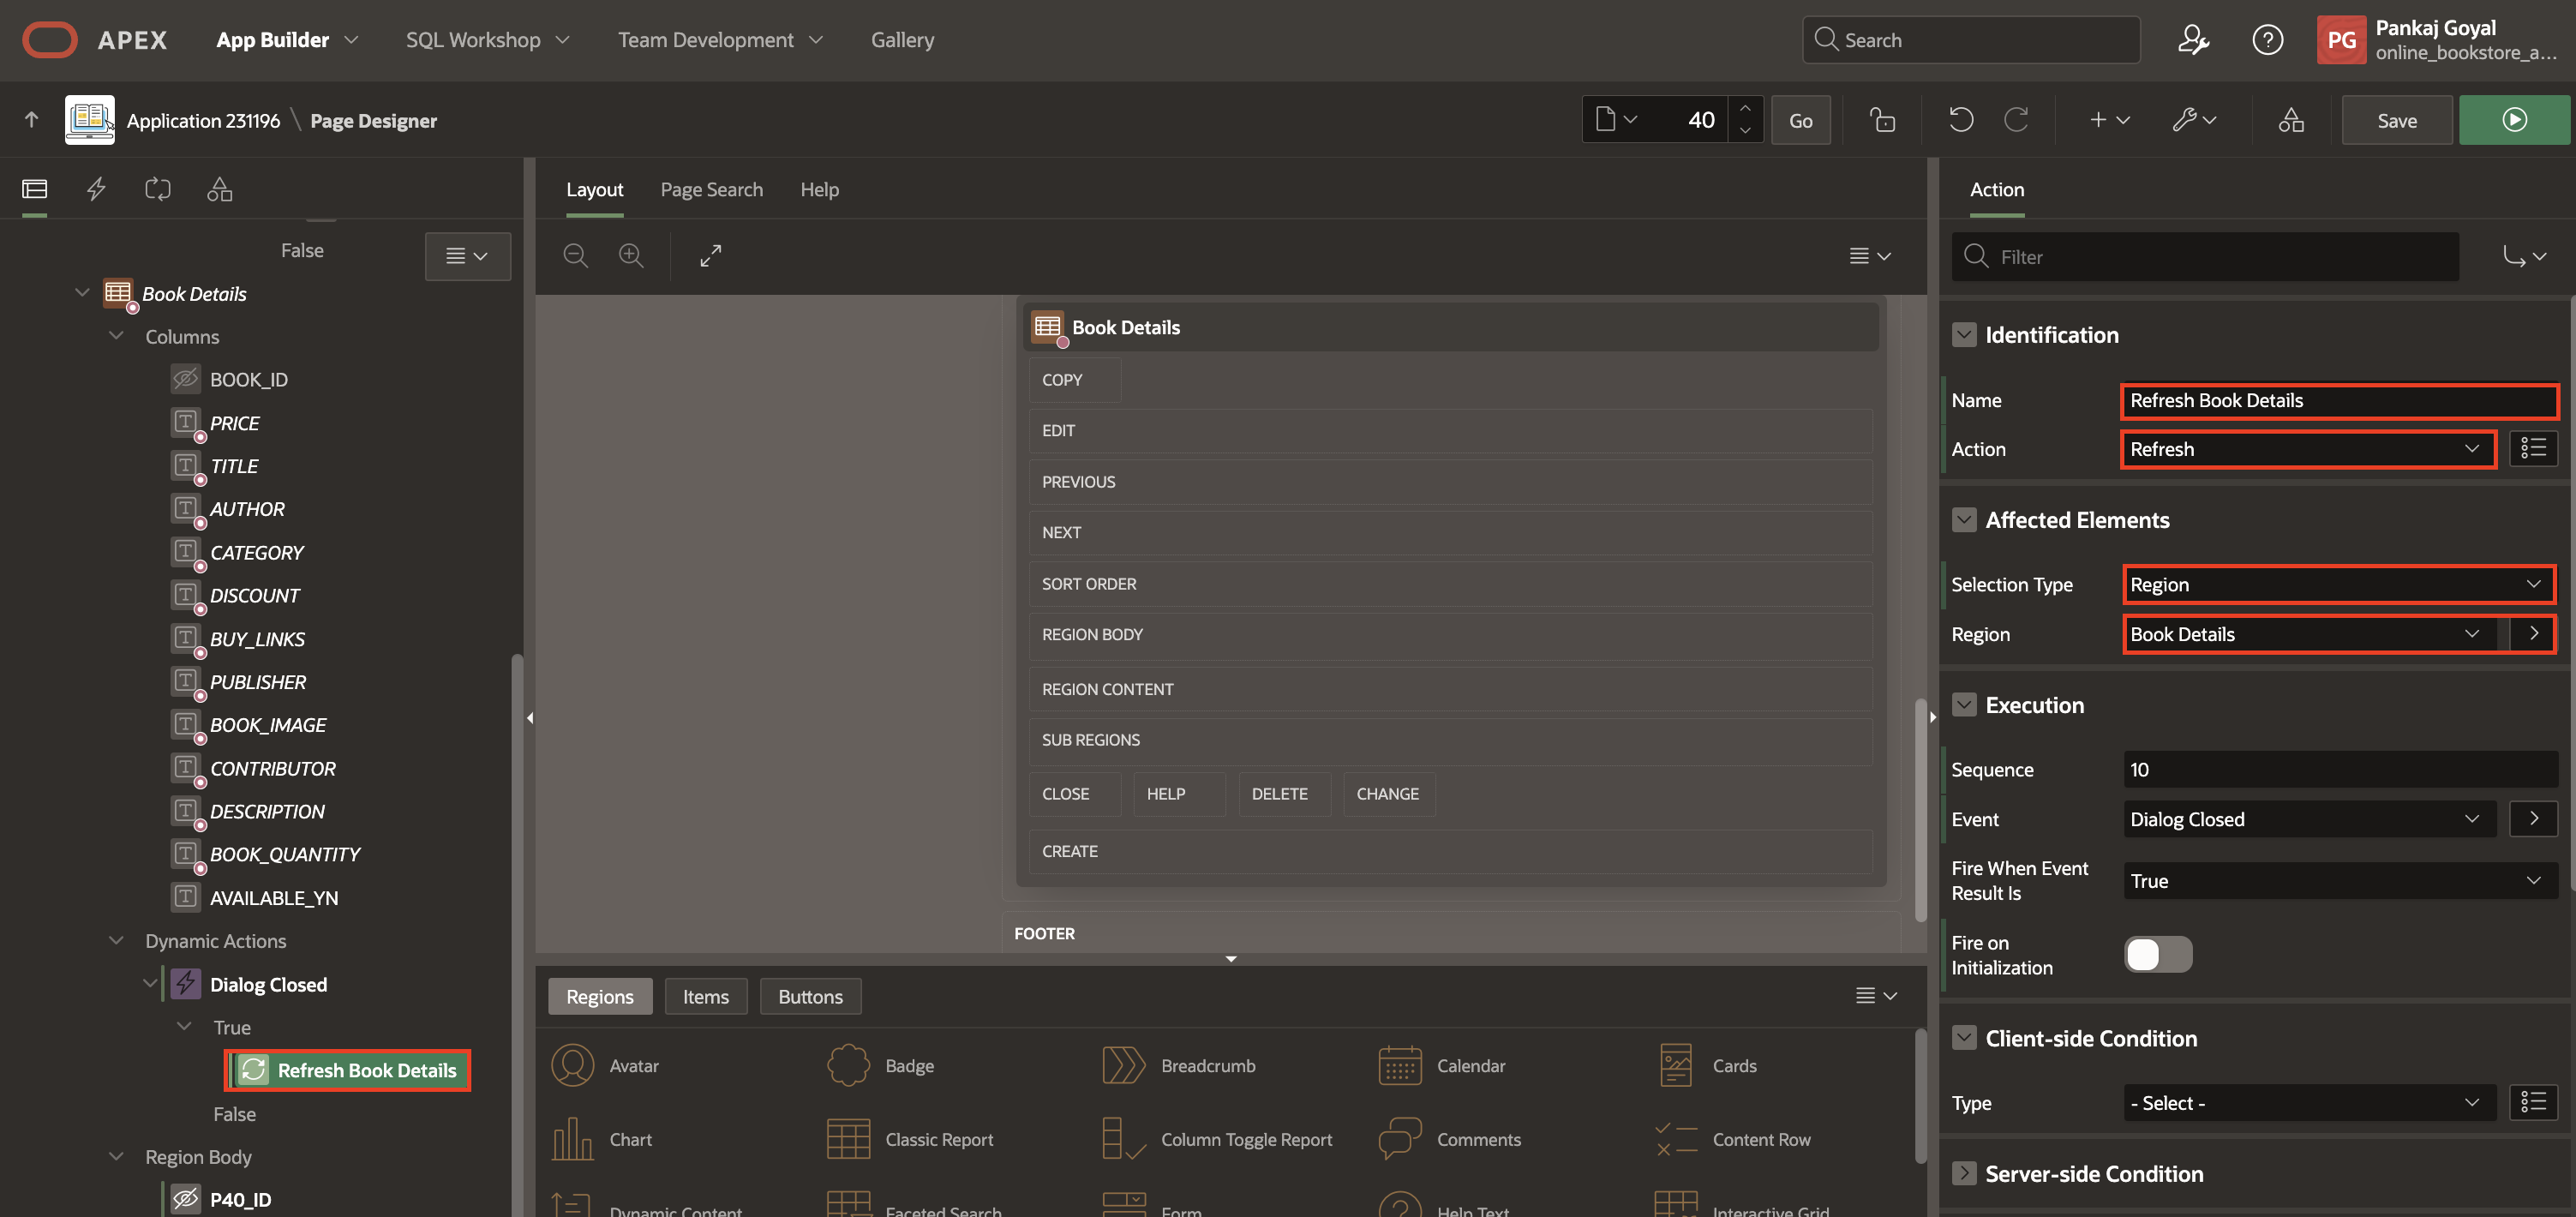 APEX
App Builder
SQL Workshop
Team Development
Gallery
Search
PG
Pankaj Goyal
online_bookstore_a...
Application 231196 \ Page Designer
40
Go
Save
False
Book Details
Columns
BOOK_ID
PRICE
TITLE
AUTHOR
CATEGORY
DISCOUNT
BUY_LINKS
PUBLISHER
BOOK_IMAGE
CONTRIBUTOR
DESCRIPTION
BOOK_QUANTITY
AVAILABLE_YN
Dynamic Actions
Dialog Closed
True
Refresh Book Details
False
Region Body
P40_ID
Layout
Page Search
Help
Book Details
COPY
EDIT
PREVIOUS
NEXT
SORT ORDER
REGION BODY
REGION CONTENT
SUB REGIONS
CLOSE
HELP
DELETE
CHANGE
CREATE
FOOTER
Regions
Items
Buttons
Avatar
Badge
Breadcrumb
Calendar
Cards
Chart
Classic Report
Column Toggle Report
Comments
Content Row
Dynamic Content
Faceted Search
Form
Help Text
Interactive Grid
Action
Filter
Identification
Name
Refresh Book Details
Action
Refresh
Affected Elements
Selection Type
Region
Region
Book Details
Execution
Sequence
10
Event
Dialog Closed
Fire When Event
Result Is
True
Fire on
Initialization
Client-side Condition
Type
- Select -
Server-side Condition